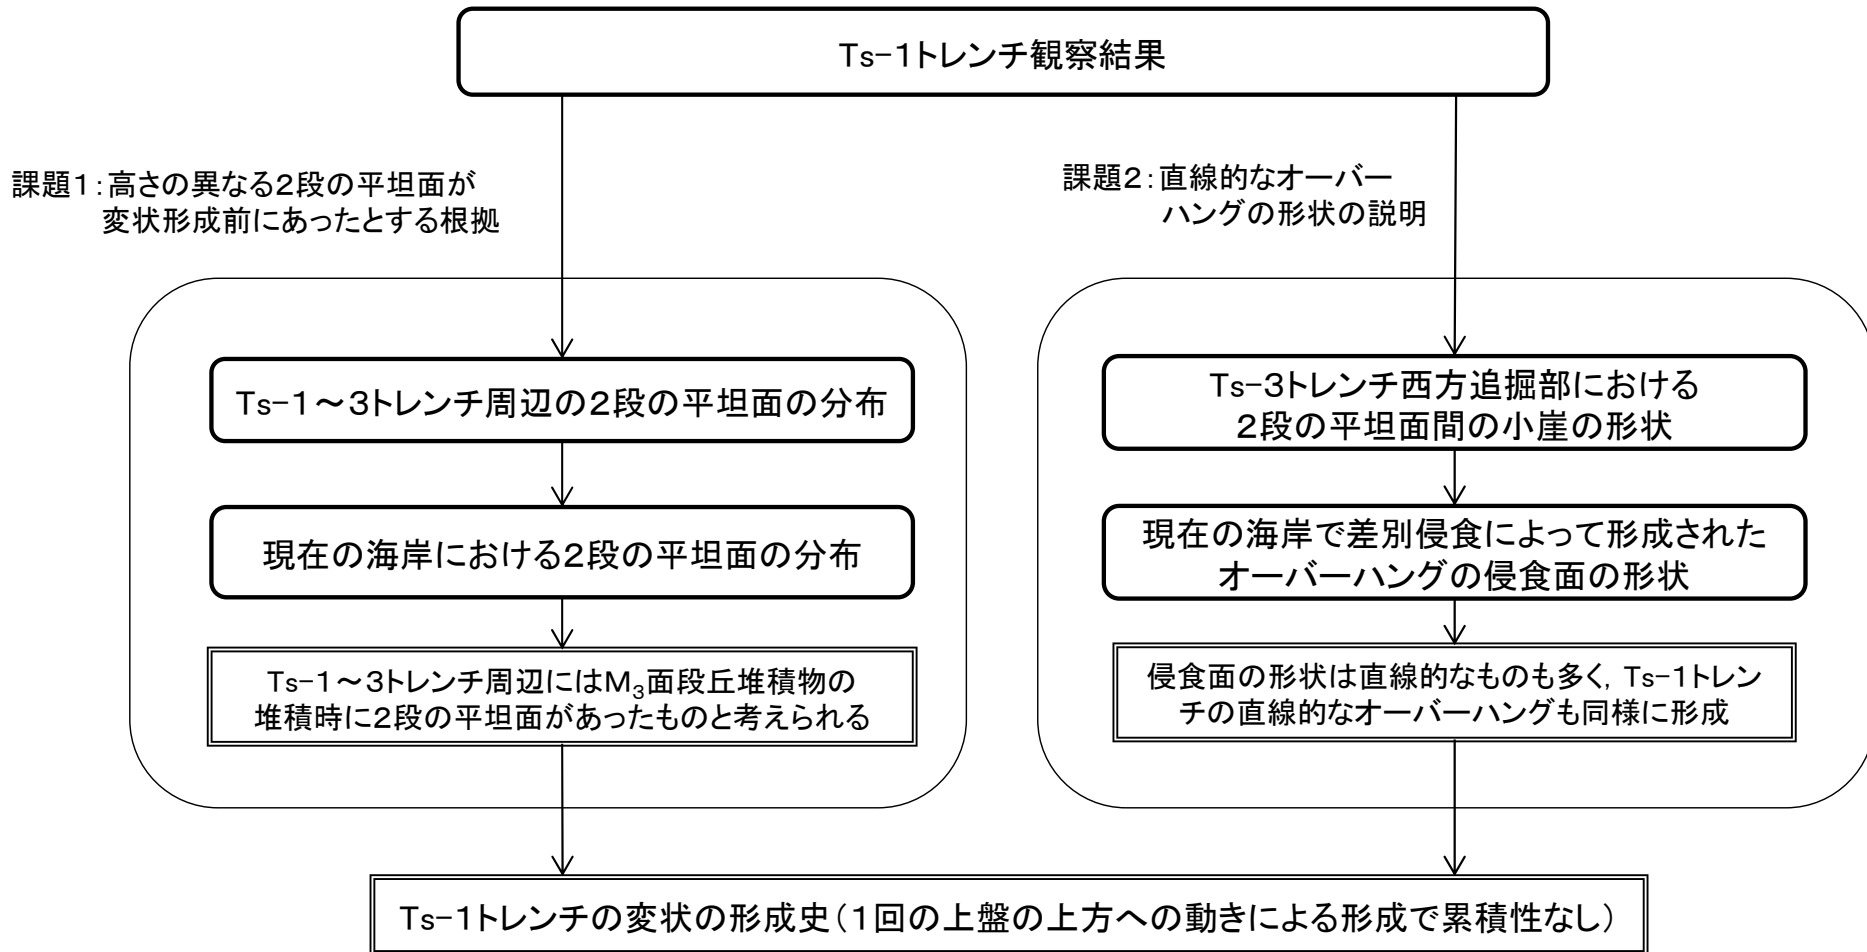 Ts-1トレンチ観察結果
課題1:高さの異なる2段の平坦面が
変状形成前にあったとする根拠
Ts-1～3トレンチ周辺の2段の平坦面の分布
現在の海岸における2段の平坦面の分布
Ts-1～3トレンチ周辺にはM₃面段丘堆積物の
堆積時に2段の平坦面があったものと考えられる
課題2:直線的なオーバー
ハングの形状の説明
Ts-3トレンチ西方追掘部における
2段の平坦面間の小崖の形状
現在の海岸で差別侵食によって形成された
オーバーハングの侵食面の形状
侵食面の形状は直線的なものも多く, Ts-1トレン
チの直線的なオーバーハングも同様に形成
Ts-1トレンチの変状の形成史(1回の上盤の上方への動きによる形成で累積性なし)